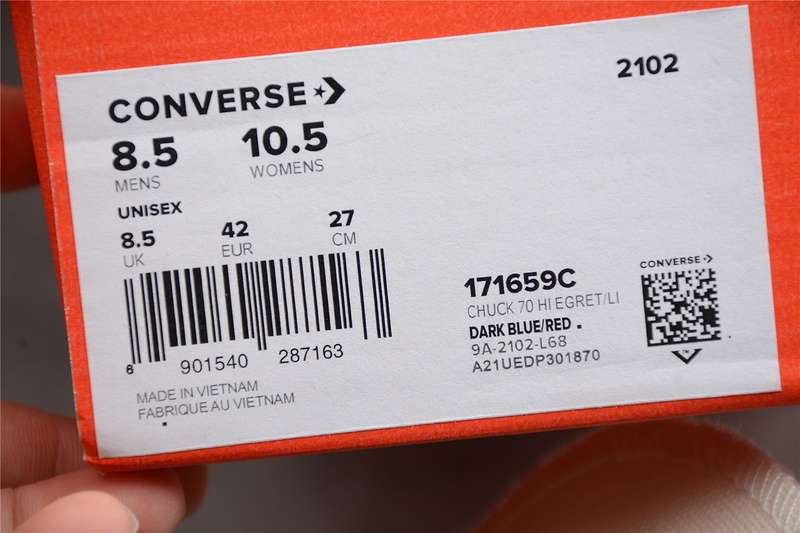 2102
CONVERSE
8.5 10.5
MENS WOMENS
UNISEX
8.5 42 27
UK EUR CM
6 901540 287163
MADE IN VIETNAM
FABRIQUE AU VIETNAM
CONVERSE
171659C
CHUCK 70 HI EGRET/LI
DARK BLUE/RED
9A-2102-L68
A21UEDP301870